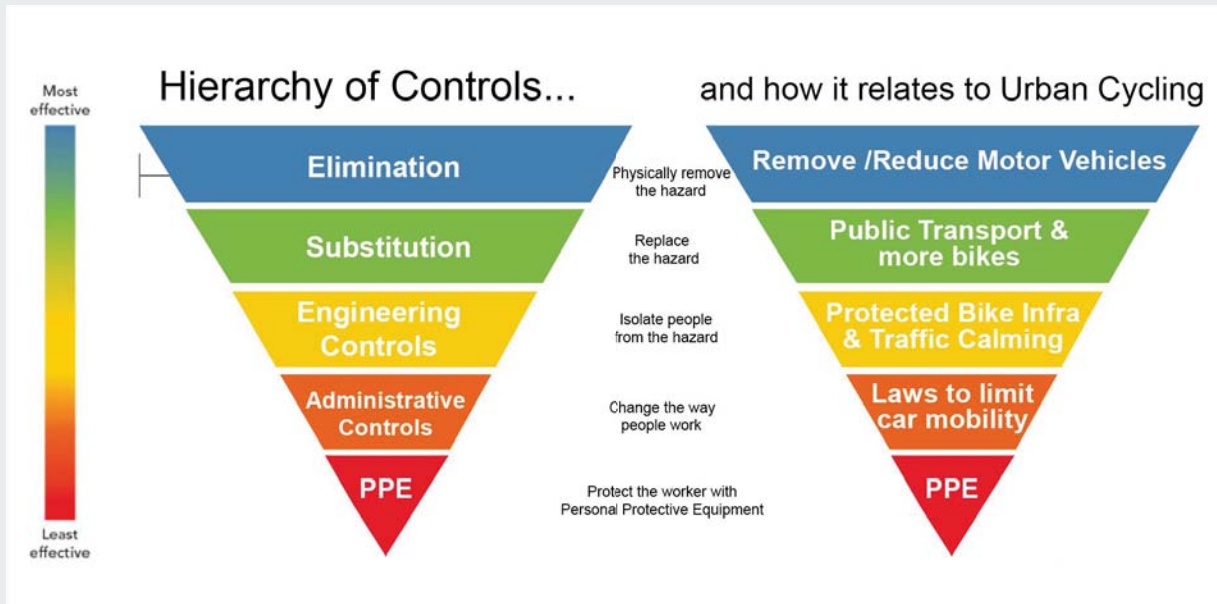 Hierarchy of Controls...
and how it relates to Urban Cycling
Most
effective
Least
effective
Elimination
Substitution
Engineering
Controls
Administrative
Controls
PPE
Physically remove
the hazard
Replace
the hazard
Isolate people
from the hazard
Change the way
people work
Protect the worker with
Personal Protective Equipment
Remove /Reduce Motor Vehicles
Public Transport &
more bikes
Protected Bike Infra
& Traffic Calming
Laws to limit
car mobility
PPE